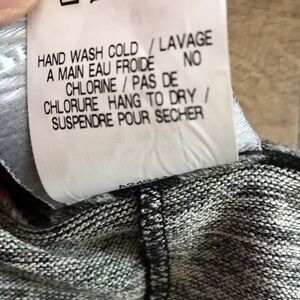 HAND WASH COLD / LAVAGE
A MAIN EAU FROIDE NO
CHLORINE / PAS DE
CHLORURE HANG TO DRY /
SUSPENDRE POUR SECHER